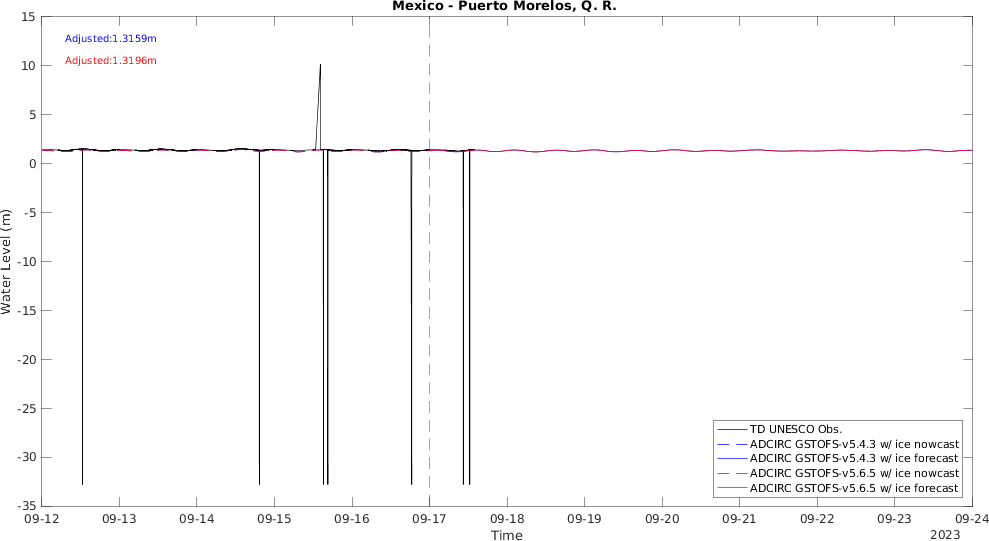 Mexico - Puerto Morelos, Q. R.
15
Adjusted:1.3159m
Adjusted:1.3196m
10
5
0
-5
-10
-15
-20
-25
-30
-35
Water Level (m)
TD UNESCO Obs.
ADCIRC GSTOFS-v5.4.3 w/ ice nowcast
ADCIRC GSTOFS-v5.4.3 w/ ice forecast
ADCIRC GSTOFS-v5.6.5 w/ ice nowcast
ADCIRC GSTOFS-v5.6.5 w/ ice forecast
09-12 09-13 09-14 09-15 09-16 09-17 09-18 09-19 09-20 09-21 09-22 09-23 09-24
Time
2023